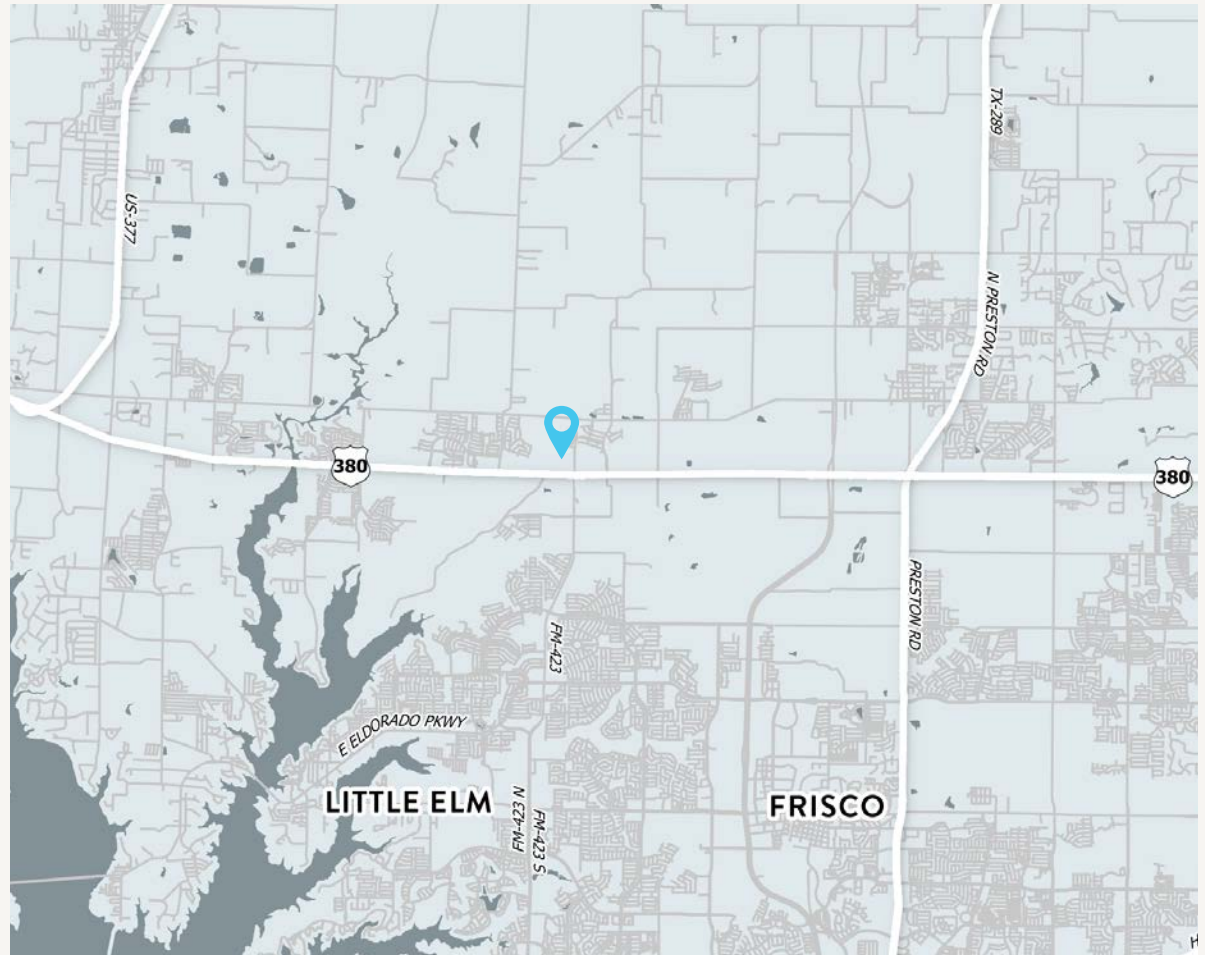 TX-289
US-377
N PRESTON RD
380
380
PRESTON RD
FM-423
E ELDORADO PKWY
LITTLE ELM
FRISCO
FM-423 N
FM-423 S
H